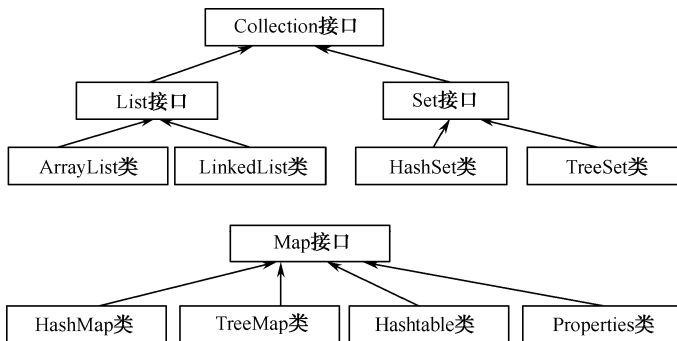 Collection接口
List接口
Set接口
ArrayList类
LinkedList类
HashSet类
TreeSet类
Map接口
HashMap类
TreeMap类
Hashtable类
Properties类